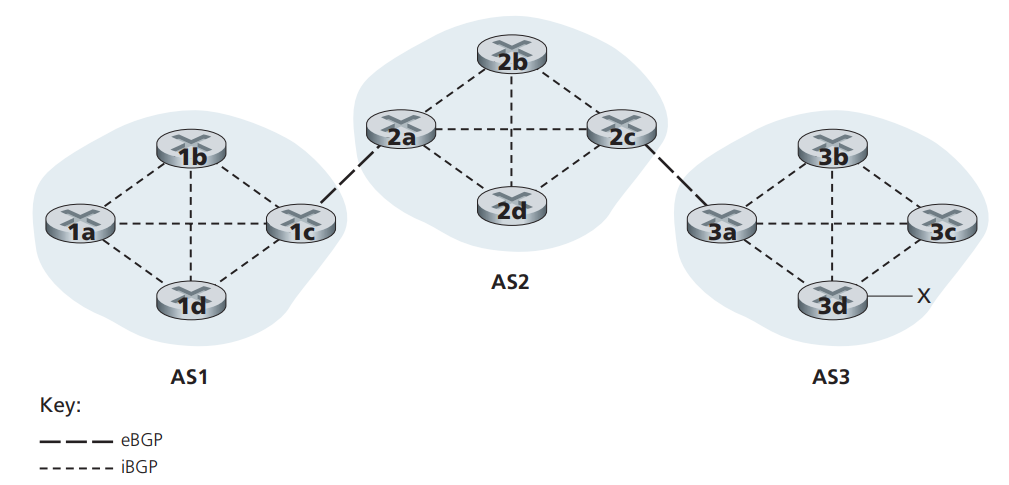 2b
2a
2c
2d
AS2
1b
1a
1c
1d
AS1
3b
3a
3c
3d
X
AS3
Key:
eBGP
iBGP